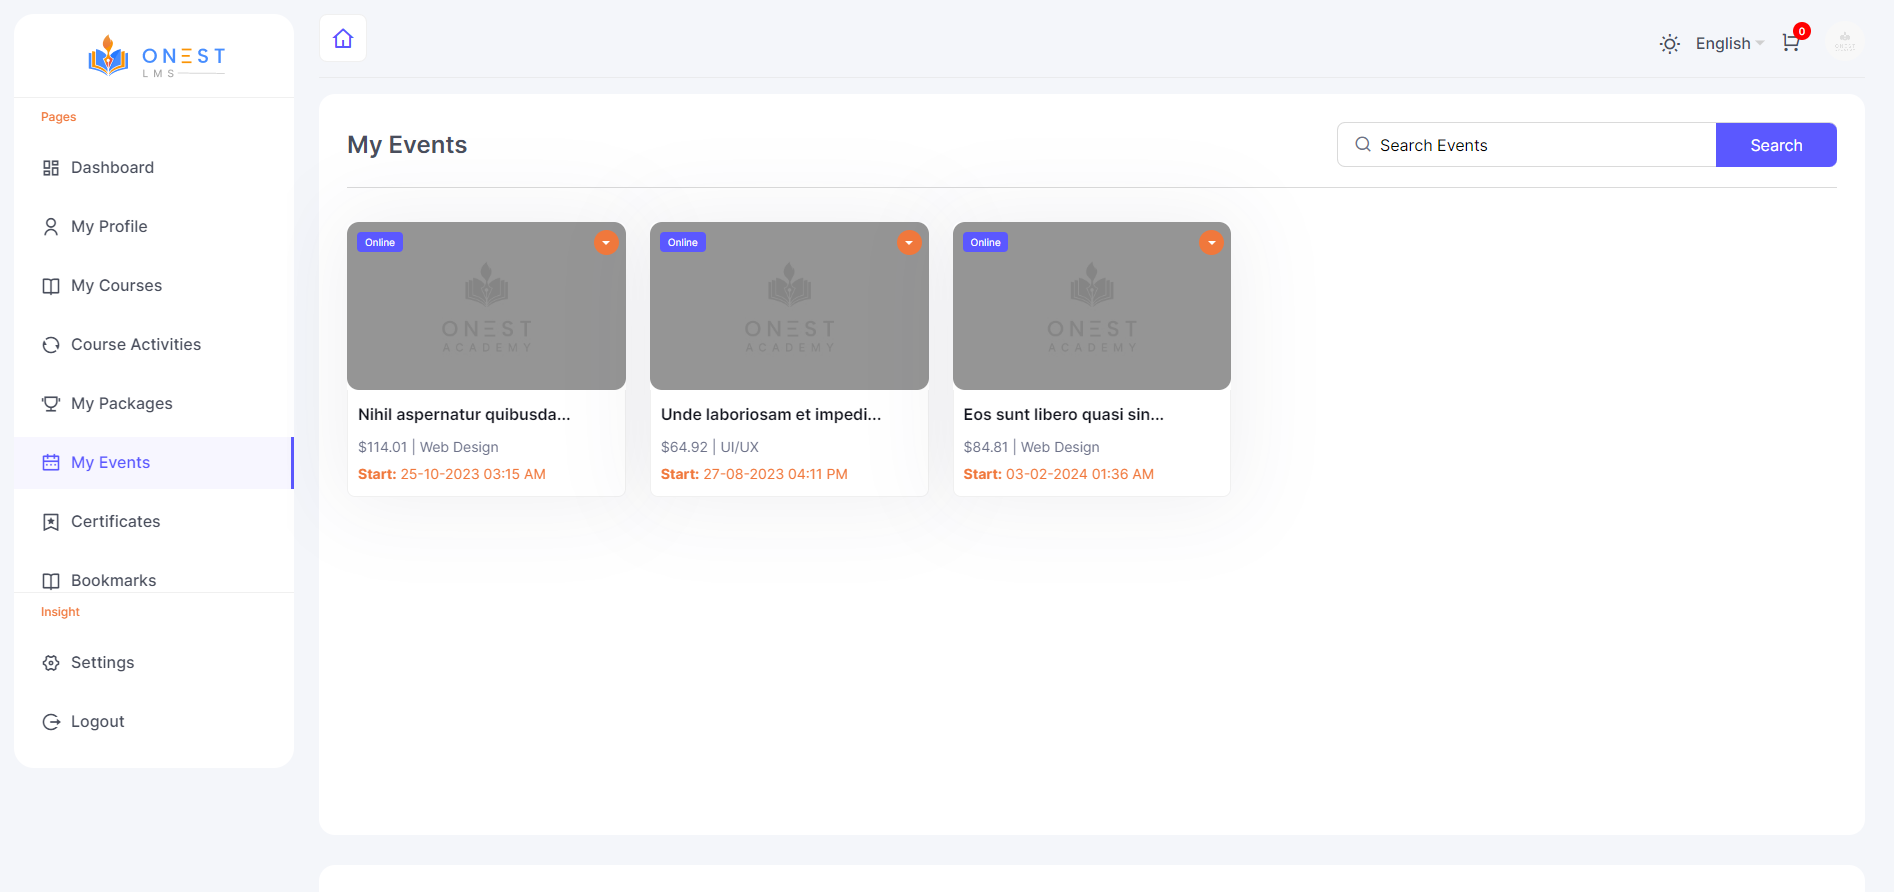 ONEST
LMS
Pages
Dashboard
My Profile
My Courses
Course Activities
My Packages
My Events
Certificates
Bookmarks
Insight
Settings
Logout
English
0
My Events
Search Events
Search
Online
ONEST
ACADEMY
Nihil aspernatur quibusda...
$114.01 | Web Design
Start: 25-10-2023 03:15 AM
Online
ONEST
ACADEMY
Unde laboriosam et impedi...
$64.92 | UI/UX
Start: 27-08-2023 04:11 PM
Online
ONEST
ACADEMY
Eos sunt libero quasi sin...
$84.81 | Web Design
Start: 03-02-2024 01:36 AM